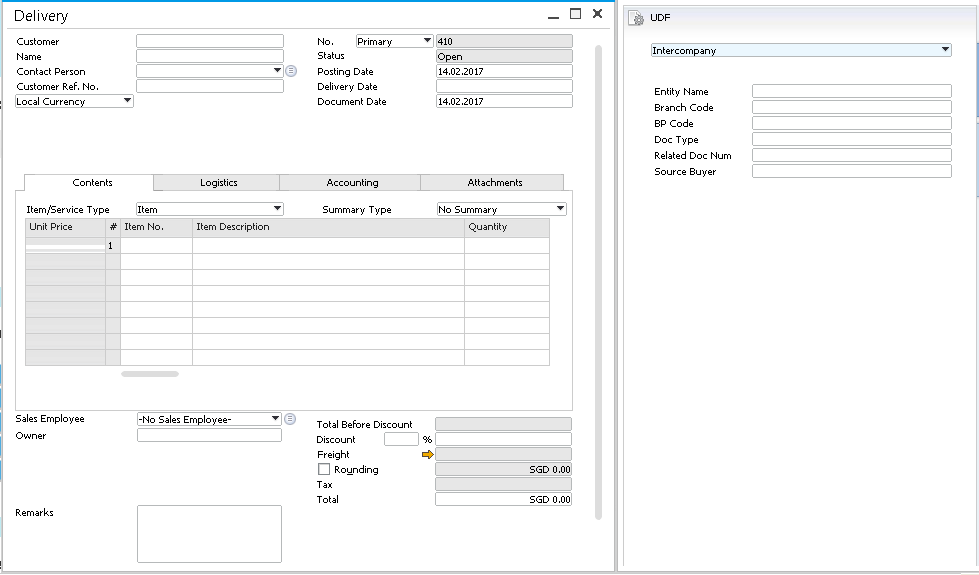 Delivery
Customer
No. Primary 410
Name
Status Open
Contact Person
Posting Date 14.02.2017
Customer Ref. No.
Delivery Date
Local Currency
Document Date 14.02.2017
Contents Logistics Accounting Attachments
Item/Service Type Item Summary Type No Summary
Unit Price # Item No. Item Description Quantity
1
Sales Employee -No Sales Employee-
Owner
Total Before Discount
Discount %
Freight
Rounding SGD 0.00
Tax
Total SGD 0.00
Remarks
UDF
Intercompany
Entity Name
Branch Code
BP Code
Doc Type
Related Doc Num
Source Buyer